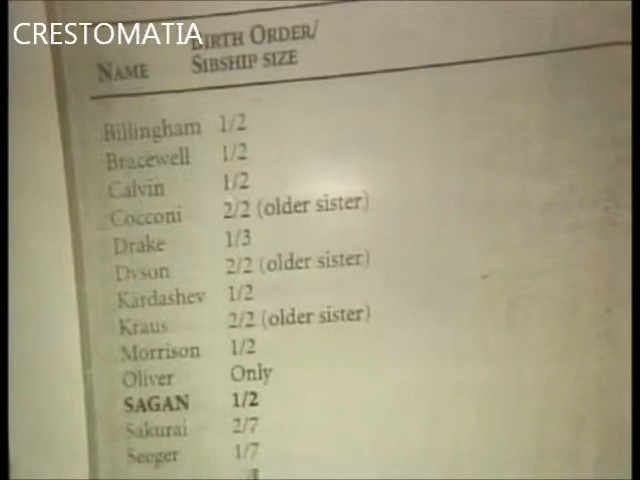 CRESTOMATIA
BIRTH ORDER/
NAME SIBSHIP SIZE
Billingham 1/2
Bracewell 1/2
Calvin 1/2
Cocconi 2/2 (older sister)
Drake 1/3
Dyson 2/2 (older sister)
Kardashev 1/2
Kraus 2/2 (older sister)
Morrison 1/2
Oliver Only
SAGAN 1/2
Sakurai 2/7
Seeger 1/7